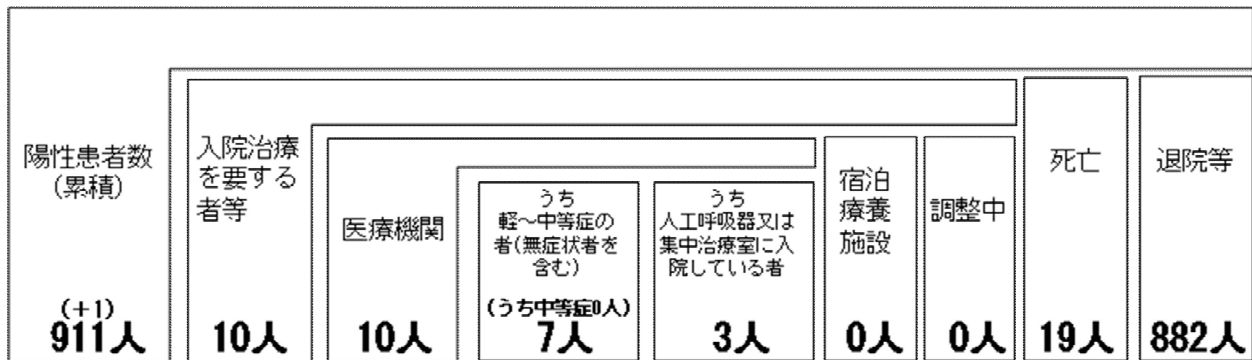 陽性患者数
(累積)
(+1)
911人
入院治療
を要する
者等
10人
医療機関
10人
うち
軽～中等症の
者(無症状者を
含む)
(うち中等症0人)
7人
うち
人工呼吸器又は
集中治療室に入
院している者
3人
宿泊
療養
施設
0人
調整中
0人
死亡
19人
退院等
882人